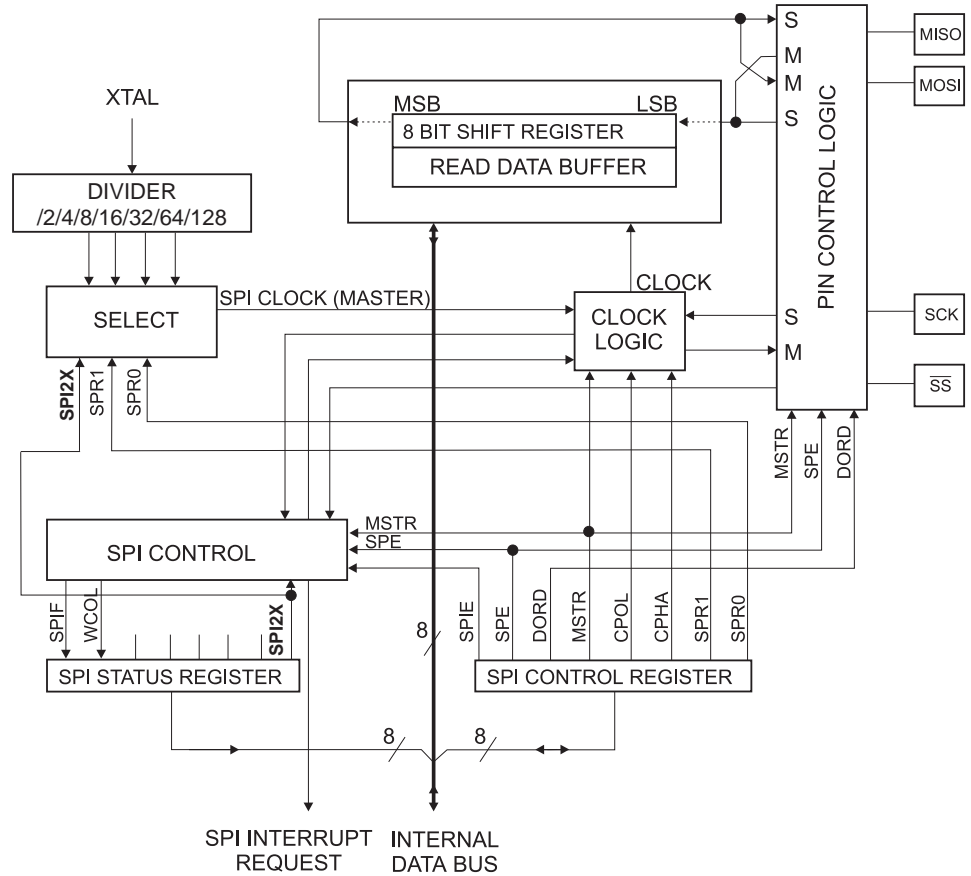 S
MISO
M
M
MOSI
XTAL
MSB
LSB
S
8 BIT SHIFT REGISTER
READ DATA BUFFER
DIVIDER
/2/4/8/16/32/64/128
PIN CONTROL LOGIC
CLOCK
SPI CLOCK (MASTER)
SELECT
CLOCK
LOGIC
S
M
SCK
SS
SPI2X
SPR1
SPR0
MSTR
SPE
DORD
MSTR
SPE
SPI CONTROL
SPIF
WCOL
SPI2X
8
SPIE
SPE
DORD
MSTR
CPOL
CPHA
SPR1
SPR0
SPI STATUS REGISTER
SPI CONTROL REGISTER
8
8
SPI INTERRUPT
REQUEST
INTERNAL
DATA BUS